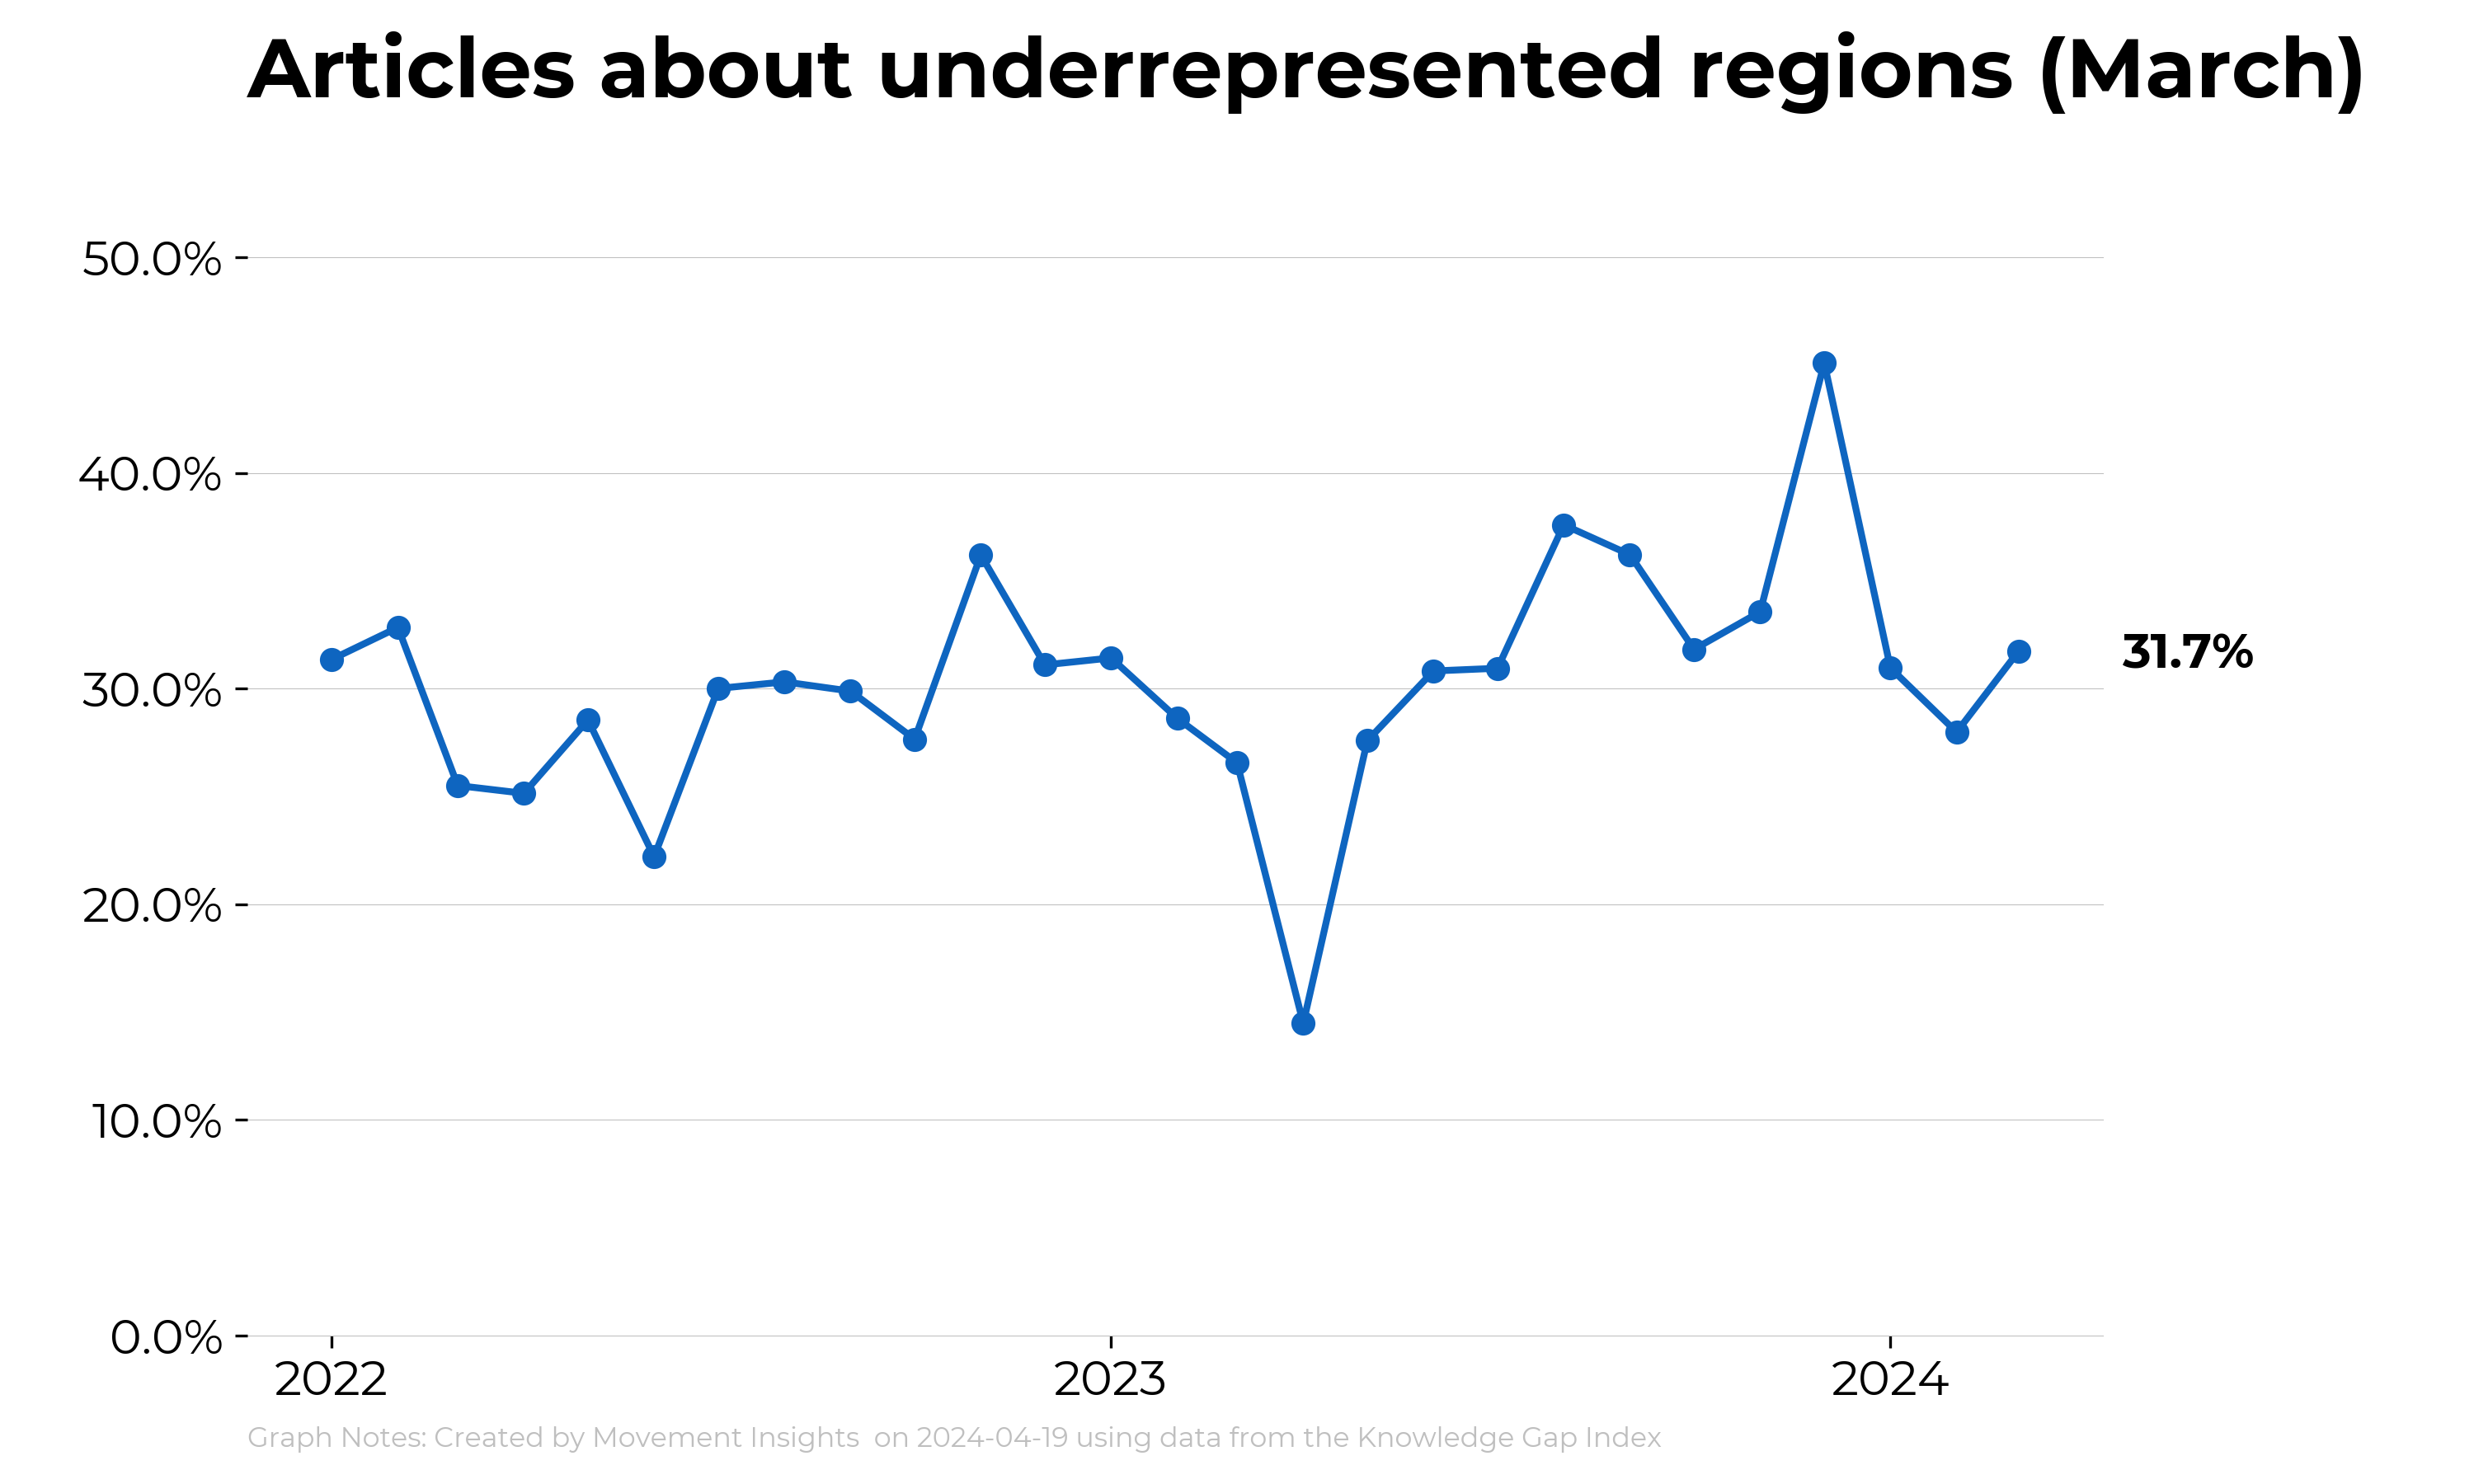 Articles about underrepresented regions (March)
50.0%
40.0%
31.7%
30.0%
20.0%
10.0%
0.0%
2022 2023 2024
Graph Notes: Created by Movement Insights  on 2024-04-19 using data from the Knowledge Gap Index